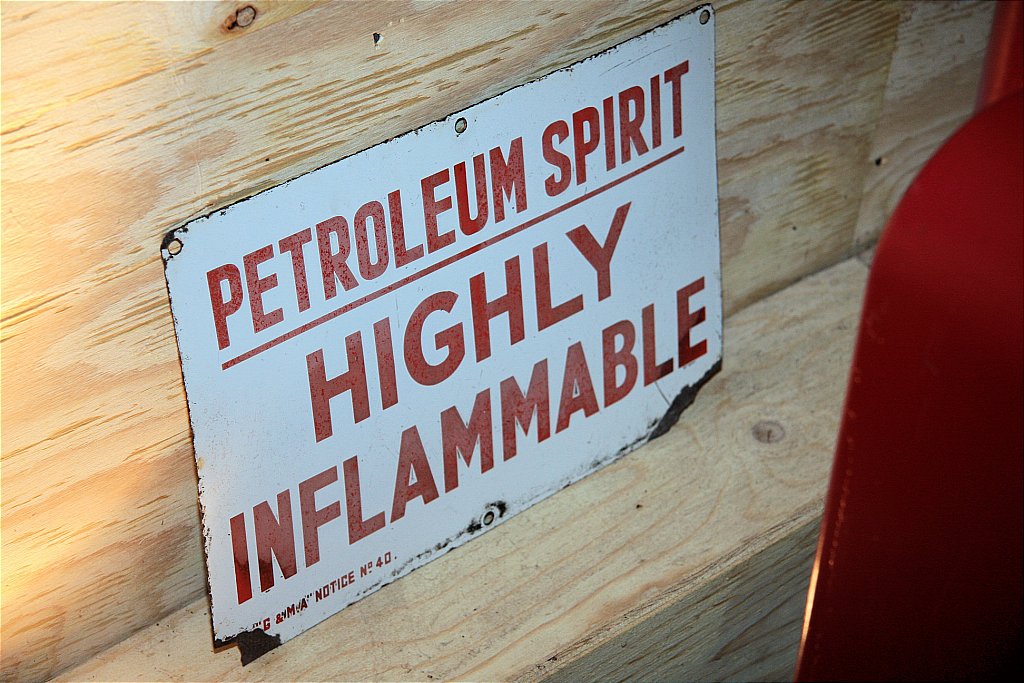 PETROLEUM SPIRIT
HIGHLY
INFLAMMABLE
"G & M.A" NOTICE Nº 40.